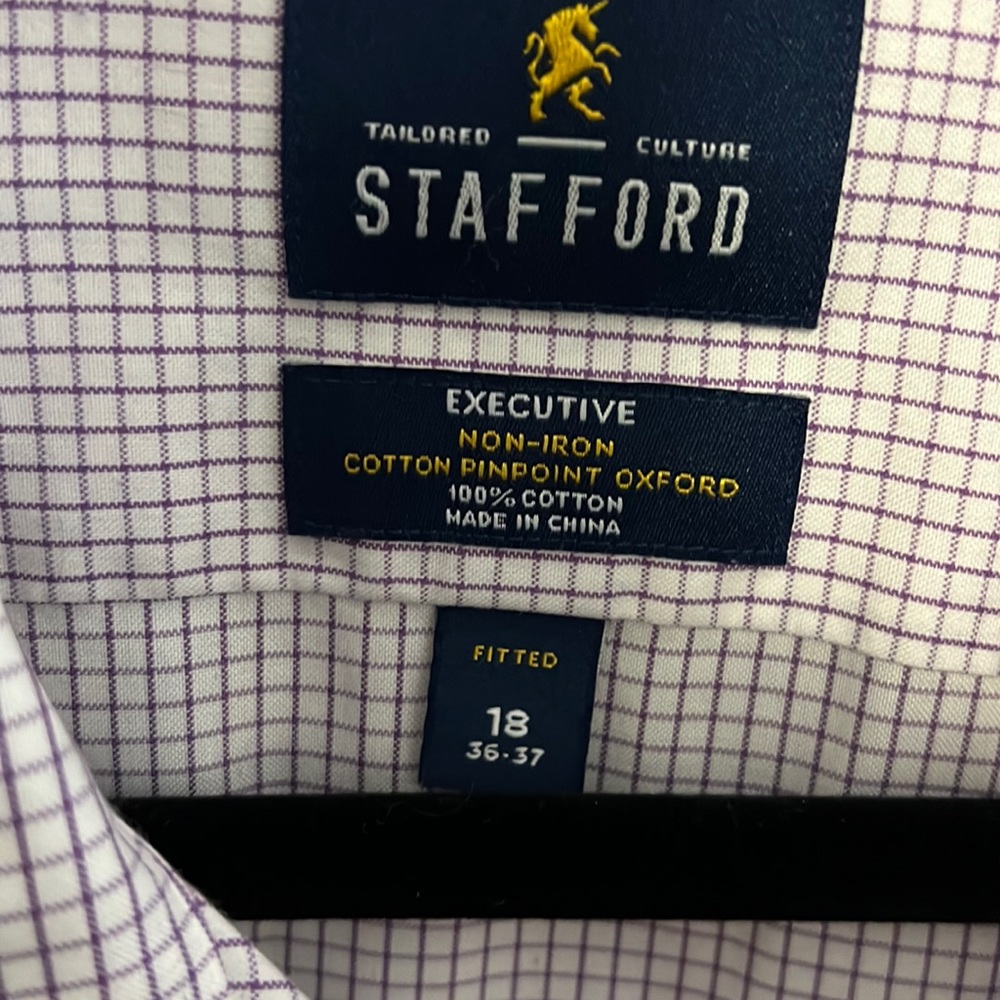 TAILORED CULTURE
STAFFORD
EXECUTIVE
NON-IRON
COTTON PINPOINT OXFORD
100% COTTON
MADE IN CHINA
FITTED
18
36-37